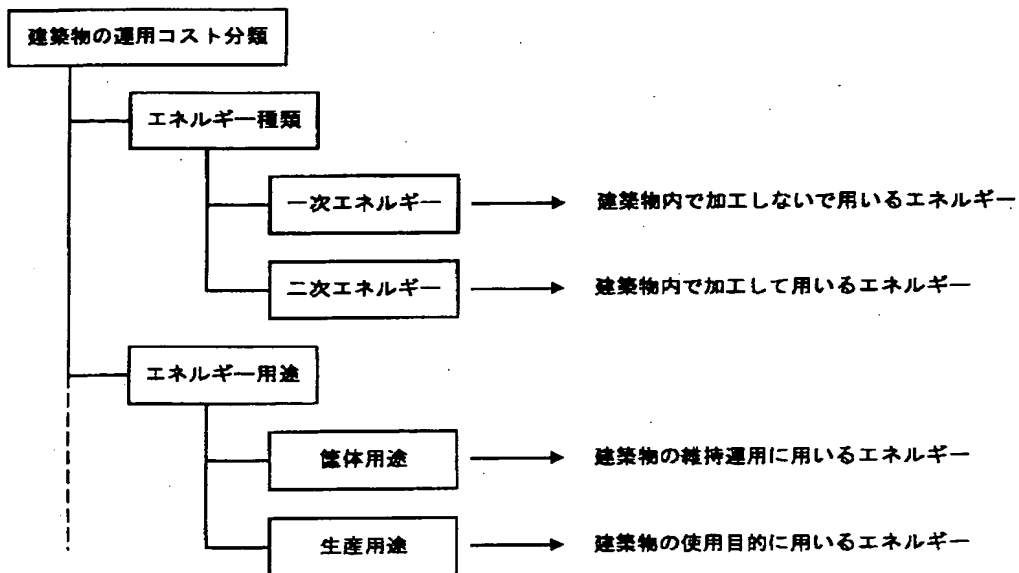 建築物の運用コスト分類
エネルギー種類
一次エネルギー
建築物内で加工しないで用いるエネルギー
二次エネルギー
建築物内で加工して用いるエネルギー
エネルギー用途
筐体用途
建築物の維持運用に用いるエネルギー
生産用途
建築物の使用目的に用いるエネルギー